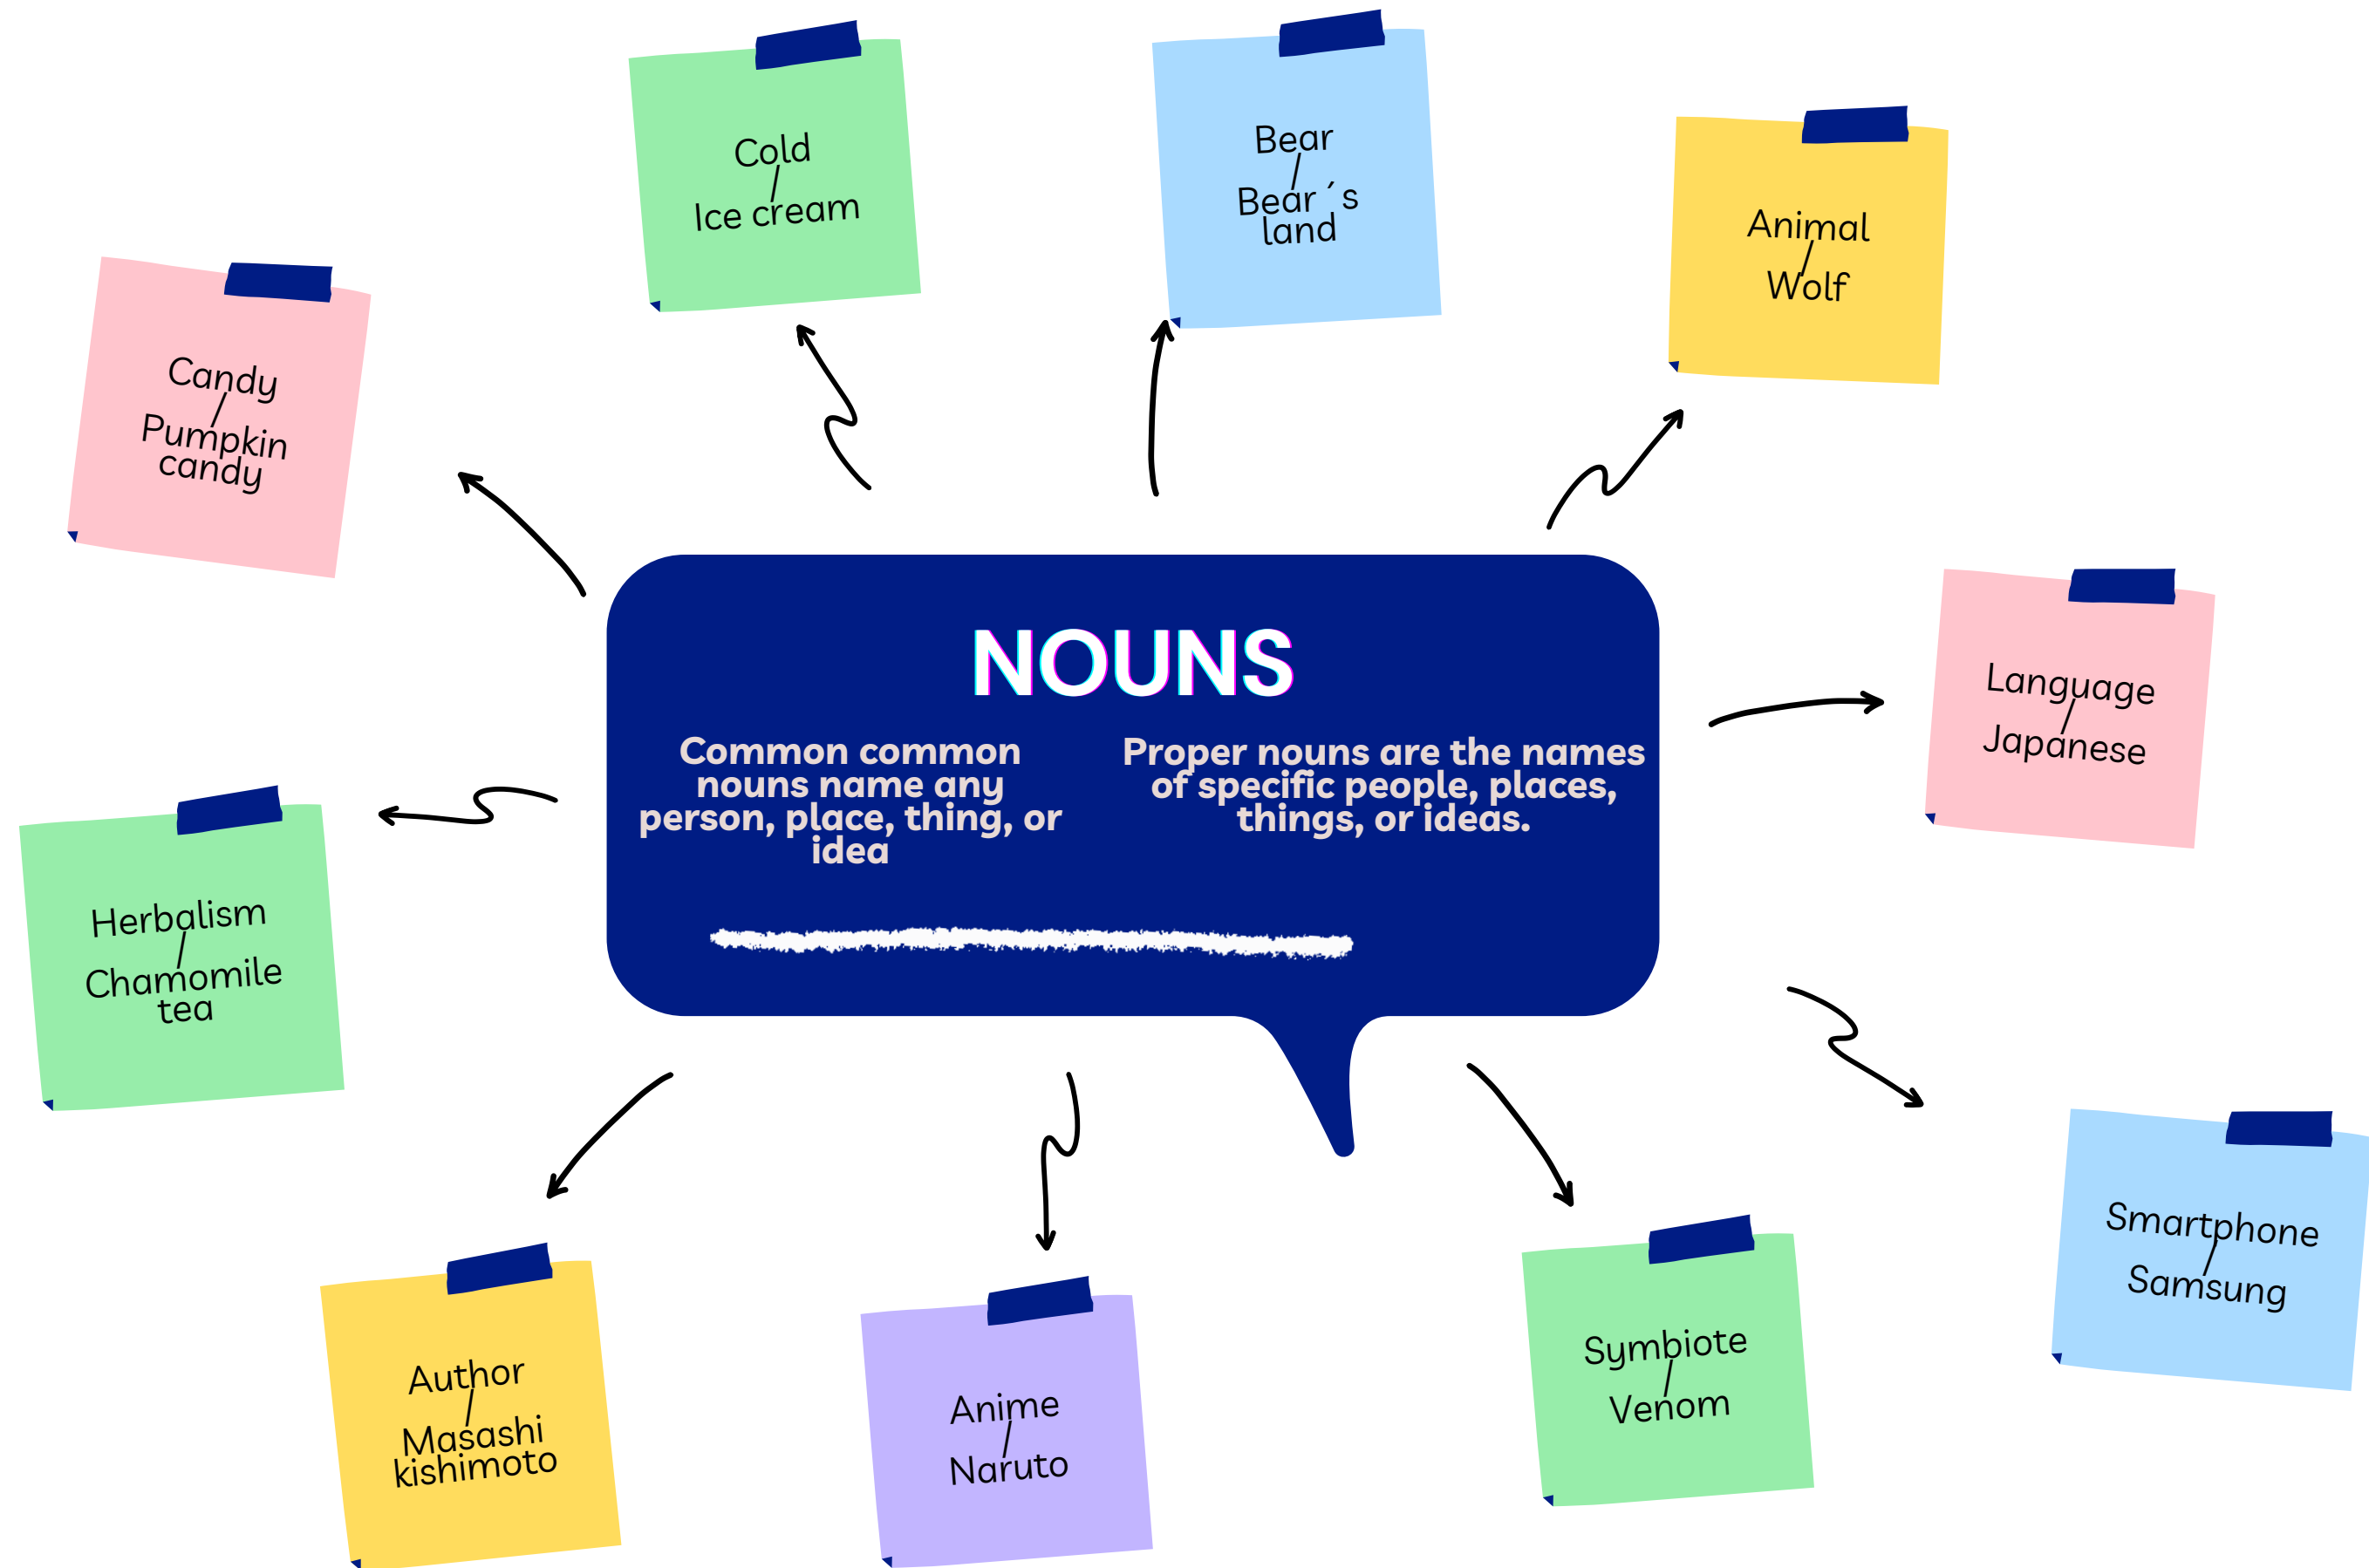 NOUNS
Common common
nouns name any
person, place, thing, or
idea
Proper nouns are the names
of specific people, places,
things, or ideas.
Candy
/
Pumpkin
candy
Cold
/
Ice cream
Bear
/
Bear ´s
land
Animal
/
Wolf
Language
/
Japanese
Smartphone
/
Samsung
Symbiote
/
Venom
Anime
/
Naruto
Author
/
Masashi
kishimoto
Herbalism
/
Chamomile
tea